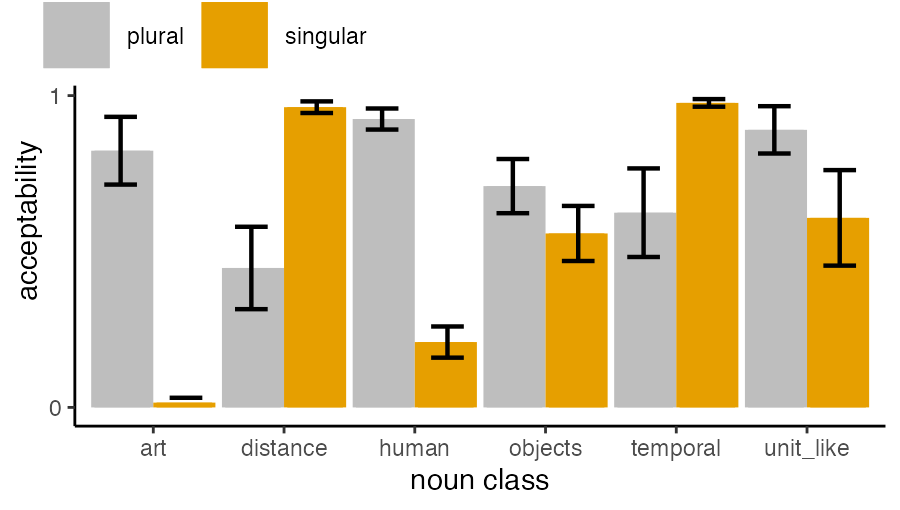 plural singular
1
acceptability
0
art distance human objects temporal unit_like
noun class